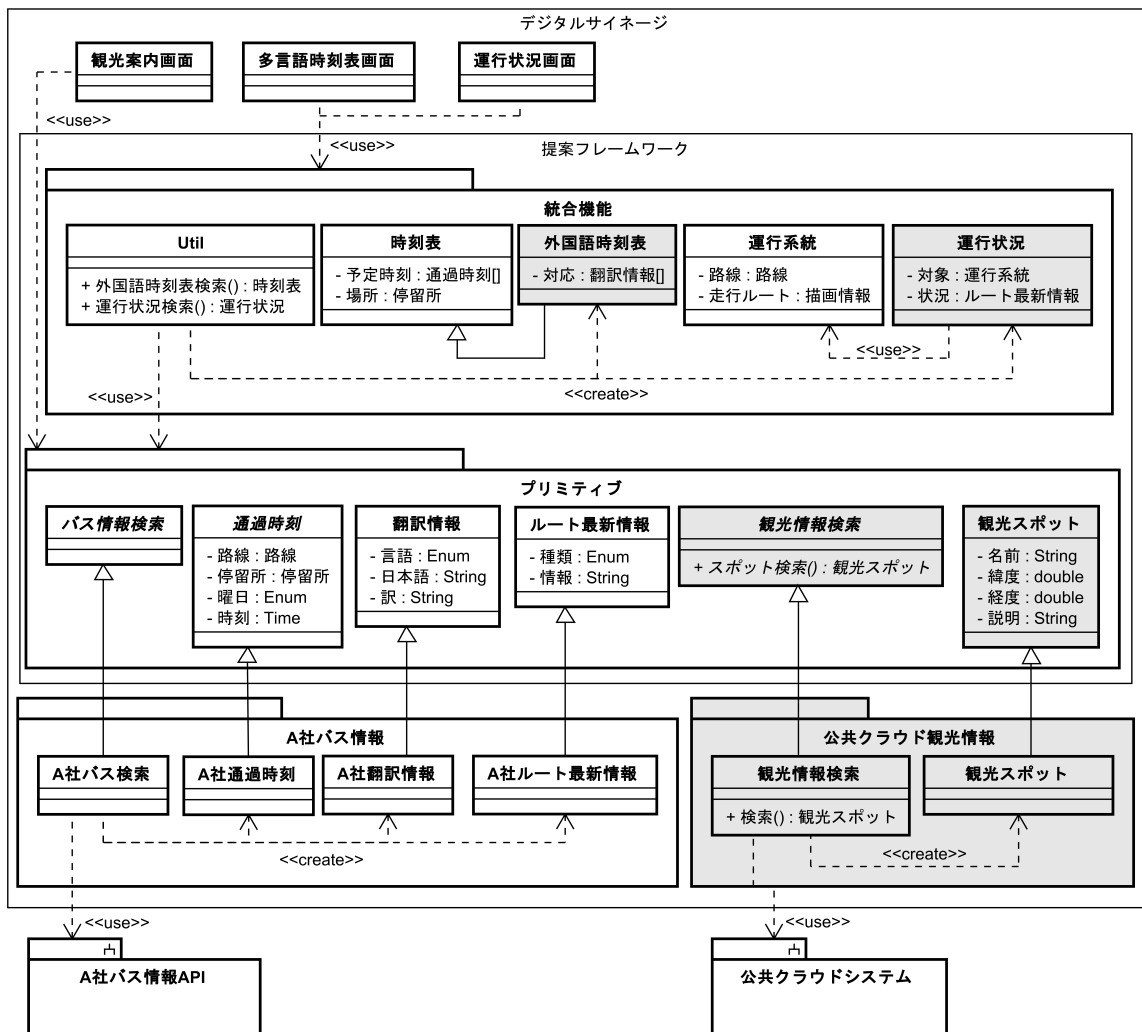 デジタルサイネージ
観光案内画面
多言語時刻表画面
運行状況画面
<<use>>
<<use>>
提案フレームワーク
統合機能
Util
+ 外国語時刻表検索() : 時刻表
+ 運行状況検索() : 運行状況
時刻表
- 予定時刻 : 通過時刻[]
- 場所 : 停留所
外国語時刻表
- 対応 : 翻訳情報[]
運行系統
- 路線 : 路線
- 走行ルート : 描画情報
運行状況
- 対象 : 運行系統
- 状況 : ルート最新情報
<<use>>
<<use>>
<<create>>
プリミティブ
バス情報検索
通過時刻
- 路線 : 路線
- 停留所 : 停留所
- 曜日 : Enum
- 時刻 : Time
翻訳情報
- 言語 : Enum
- 日本語 : String
- 訳 : String
ルート最新情報
- 種類 : Enum
- 情報 : String
観光情報検索
+ スポット検索() : 観光スポット
観光スポット
- 名前 : String
- 緯度 : double
- 経度 : double
- 説明 : String
A社バス情報
A社バス検索
A社通過時刻
A社翻訳情報
A社ルート最新情報
<<create>>
公共クラウド観光情報
観光情報検索
+ 検索() : 観光スポット
観光スポット
<<create>>
<<use>>
<<use>>
A社バス情報API
公共クラウドシステム